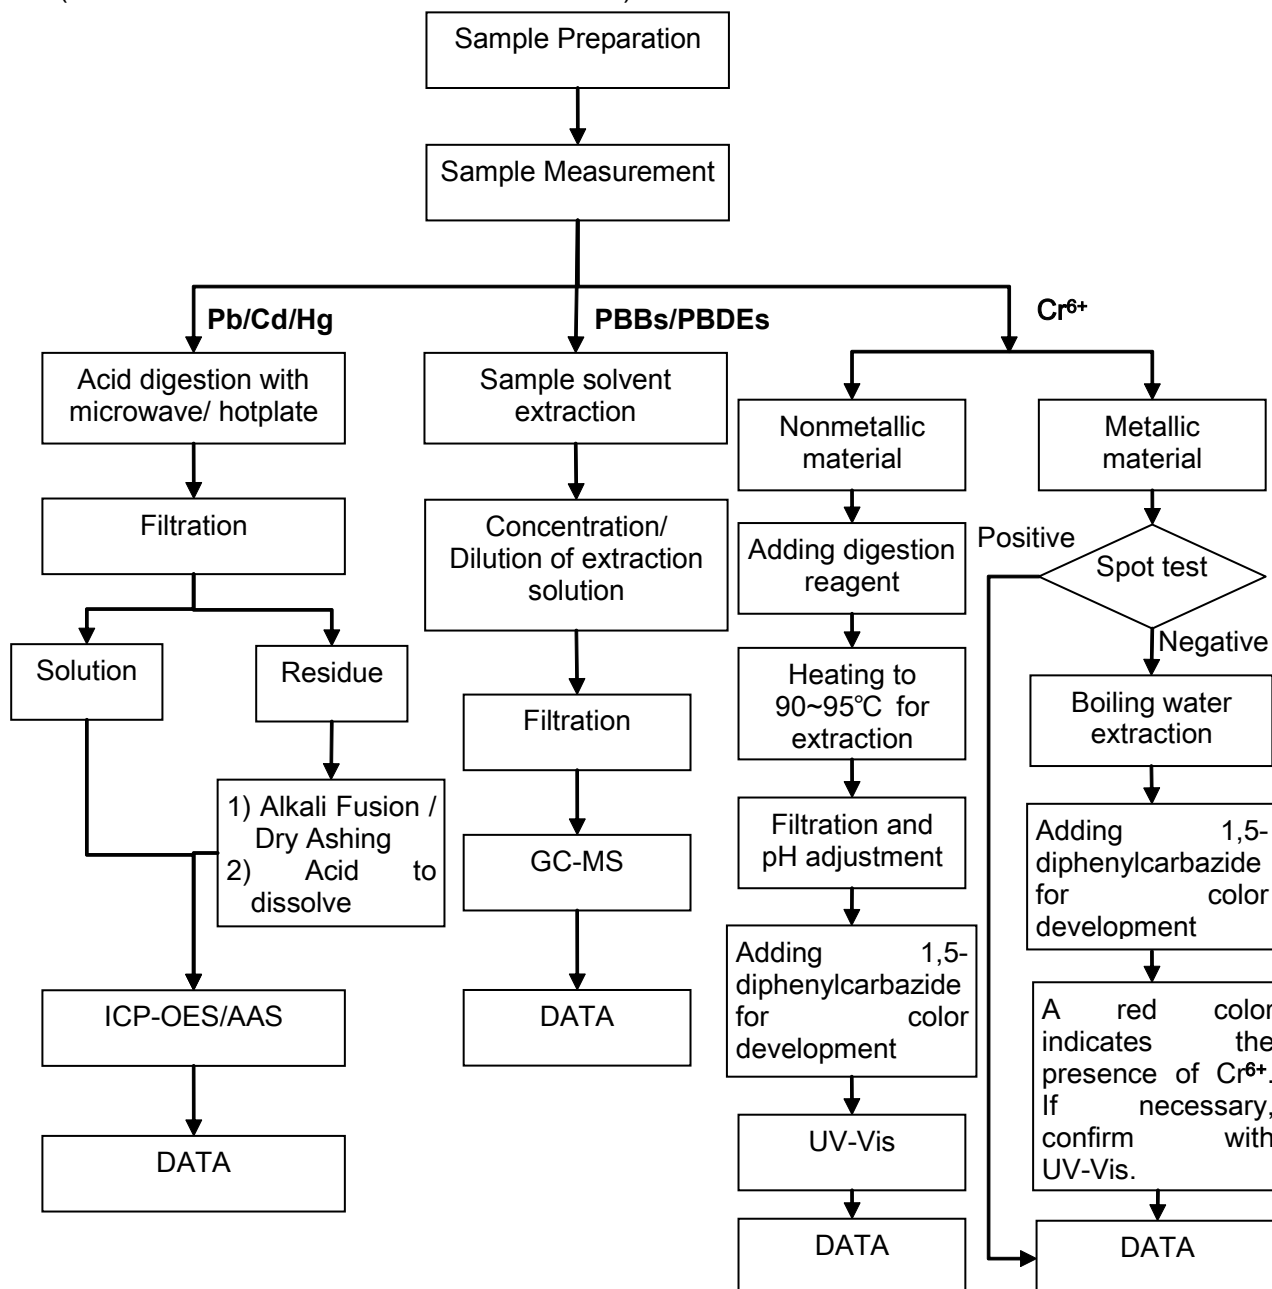 Sample Preparation
Sample Measurement
Pb/Cd/Hg
PBBs/PBDEs
Cr⁶⁺
Acid digestion with
microwave/ hotplate
Filtration
Solution
Residue
1) Alkali Fusion /
Dry Ashing
2) Acid to
dissolve
ICP-OES/AAS
DATA
Sample solvent
extraction
Concentration/
Dilution of extraction
solution
Filtration
GC-MS
DATA
Nonmetallic
material
Adding digestion
reagent
Heating to
90~95℃ for
extraction
Filtration and
pH adjustment
Adding 1,5-
diphenylcarbazide
for color
development
UV-Vis
DATA
Metallic
material
Positive
Spot test
Negative
Boiling water
extraction
Adding 1,5-
diphenylcarbazide
for color
development
A red color
indicates the
presence of Cr⁶⁺.
If necessary,
confirm with
UV-Vis.
DATA